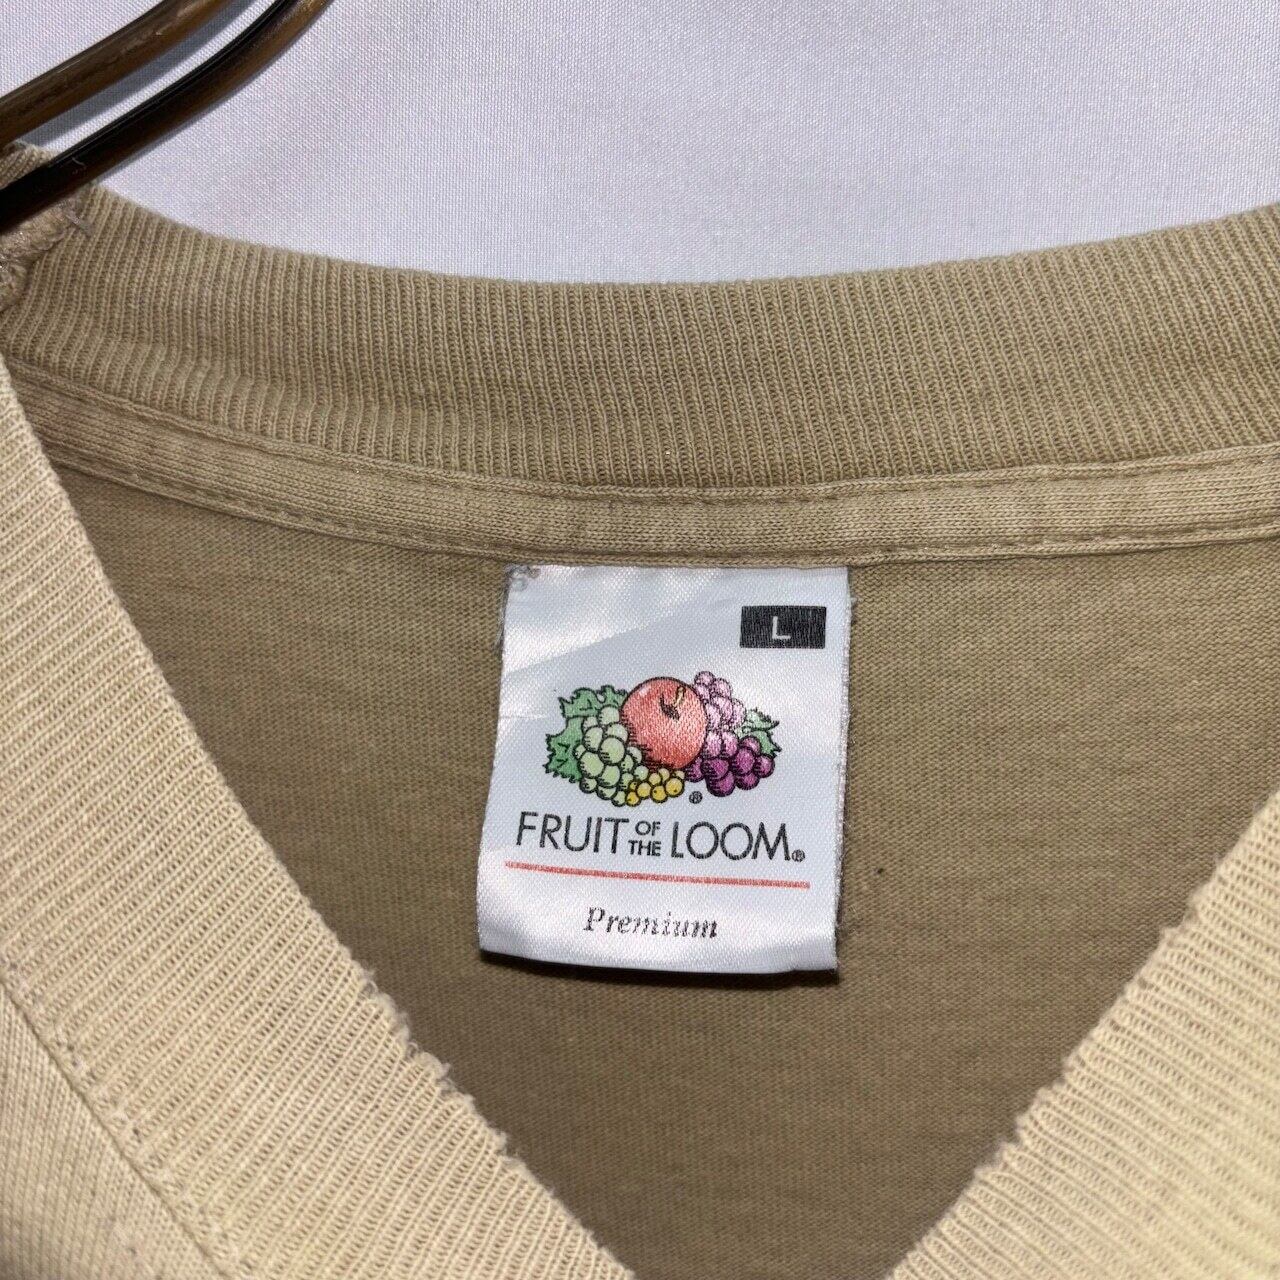 L
®
FRUIT OF THE LOOM®
Premium